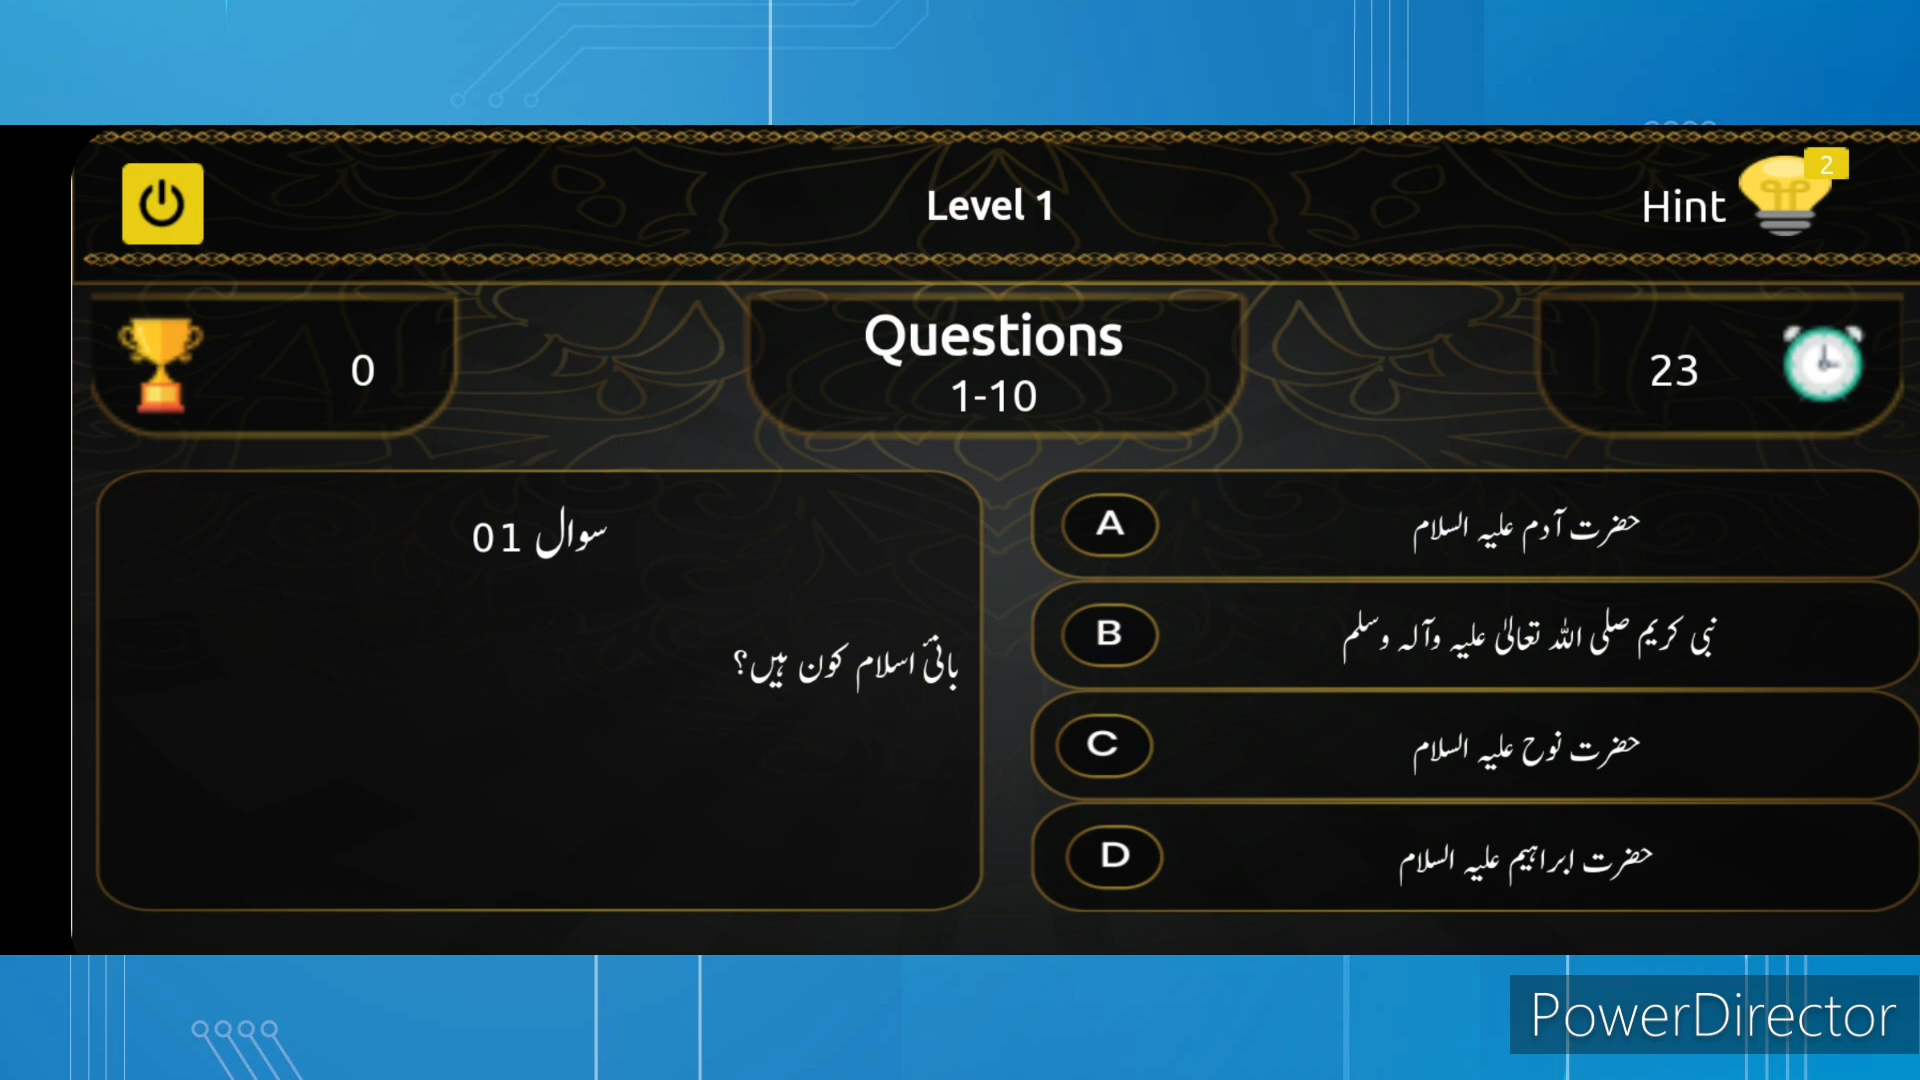 Level 1
Hint
2
0
Questions
1-10
23
سوال 01
بانئ اسلام کون ہیں؟
A
حضرت آدم علیہ السلام
B
نبی کریم صلی اللہ تعالیٰ علیہ وآلہ وسلم
C
حضرت نوح علیہ السلام
D
حضرت ابراہیم علیہ السلام
PowerDirector